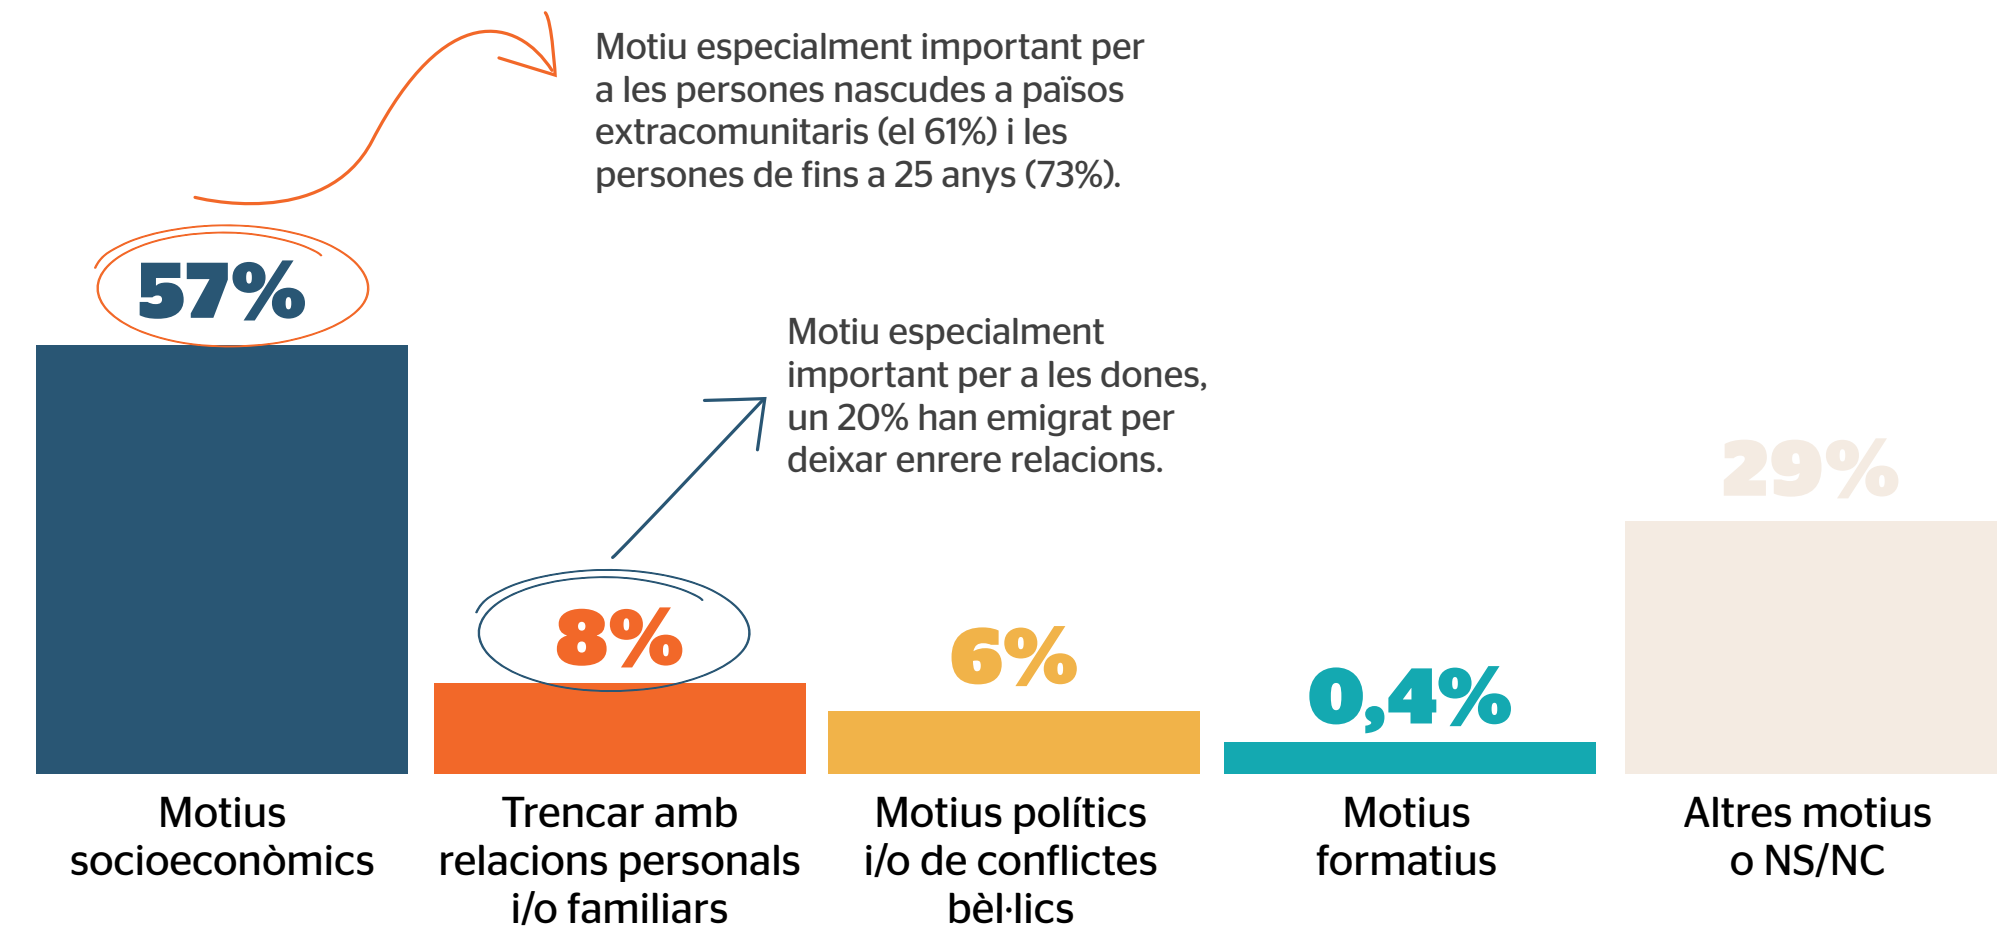 Motiu especialment important per
a les persones nascudes a països
extracomunitaris (el 61%) i les
persones de fins a 25 anys (73%).
57%
Motiu especialment
important per a les dones,
un 20% han emigrat per
deixar enrere relacions.
8%
6%
0,4%
29%
Motius
socioeconòmics
Trencar amb
relacions personals
i/o familiars
Motius polítics
i/o de conflictes
bèl·lics
Motius
formatius
Altres motius
o NS/NC